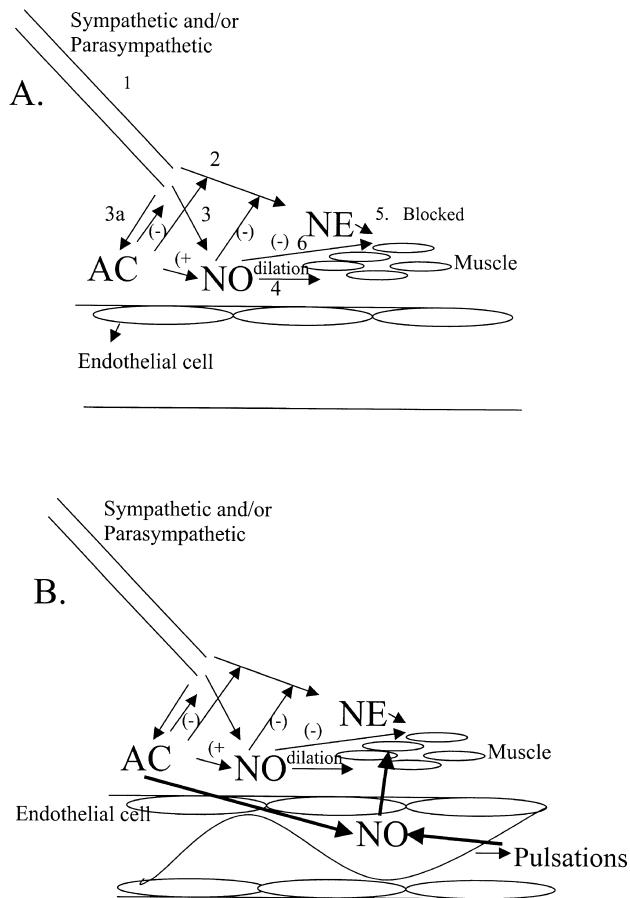 Sympathetic and/or
Parasympathetic
A.
1
2
3a
3
(-)
(-)
NE
5. Blocked
(-) 6
AC
(+
NO
dilation
4
Muscle
Endothelial cell
Sympathetic and/or
Parasympathetic
B.
(-)
(-)
(-)
NE
AC
(+
NO
dilation
Muscle
Endothelial cell
NO
Pulsations